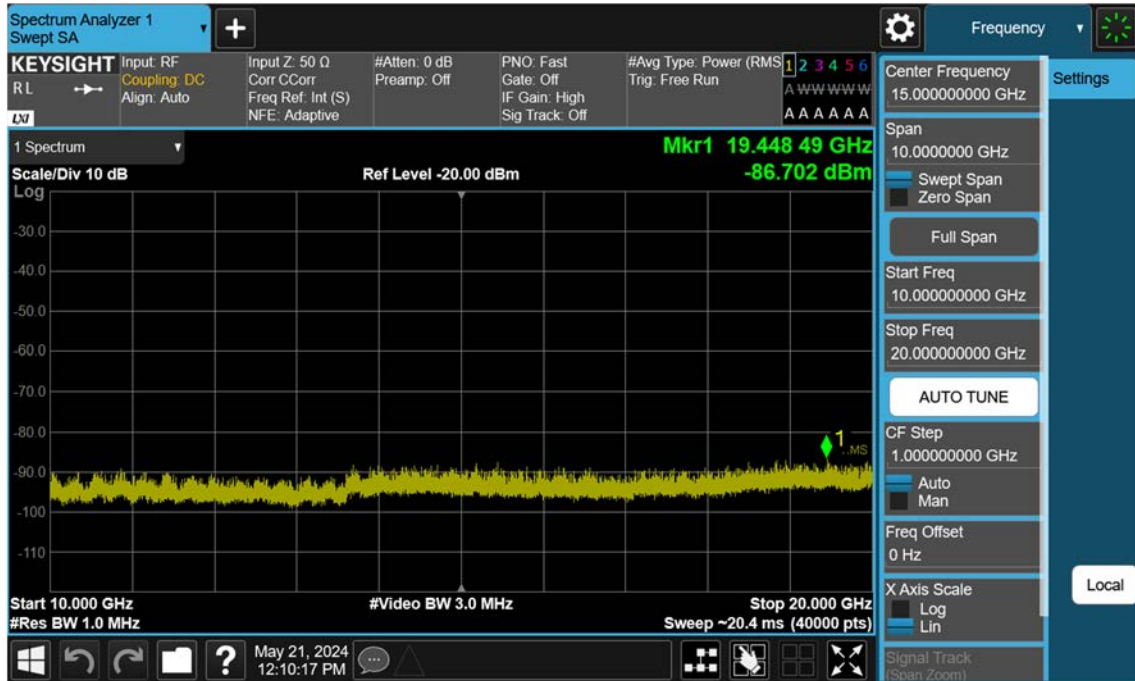 Spectrum Analyzer 1
Swept SA
+
Frequency
KEYSIGHT
R L
LXI
Input: RF
Coupling: DC
Align: Auto
Input Z: 50 Ω
Corr CCorr
Freq Ref: Int (S)
NFE: Adaptive
#Atten: 0 dB
Preamp: Off
PNO: Fast
Gate: Off
IF Gain: High
Sig Track: Off
#Avg Type: Power (RMS
Trig: Free Run
1 2 3 4 5 6
A W W W W W
A A A A A A
1 Spectrum
Scale/Div 10 dB
Ref Level -20.00 dBm
Mkr1 19.448 49 GHz
-86.702 dBm
Log
-30.0
-40.0
-50.0
-60.0
-70.0
-80.0
-90.0
-100
-110
1
Start 10.000 GHz
#Video BW 3.0 MHz
Stop 20.000 GHz
#Res BW 1.0 MHz
Sweep ~20.4 ms (40000 pts)
?
May 21, 2024
12:10:17 PM
Center Frequency
15.000000000 GHz
Settings
Span
10.0000000 GHz
Swept Span
Zero Span
Full Span
Start Freq
10.000000000 GHz
Stop Freq
20.000000000 GHz
AUTO TUNE
CF Step
1.000000000 GHz
Auto
Man
Freq Offset
0 Hz
X Axis Scale
Log
Lin
Local
Signal Track
(Span Zoom)